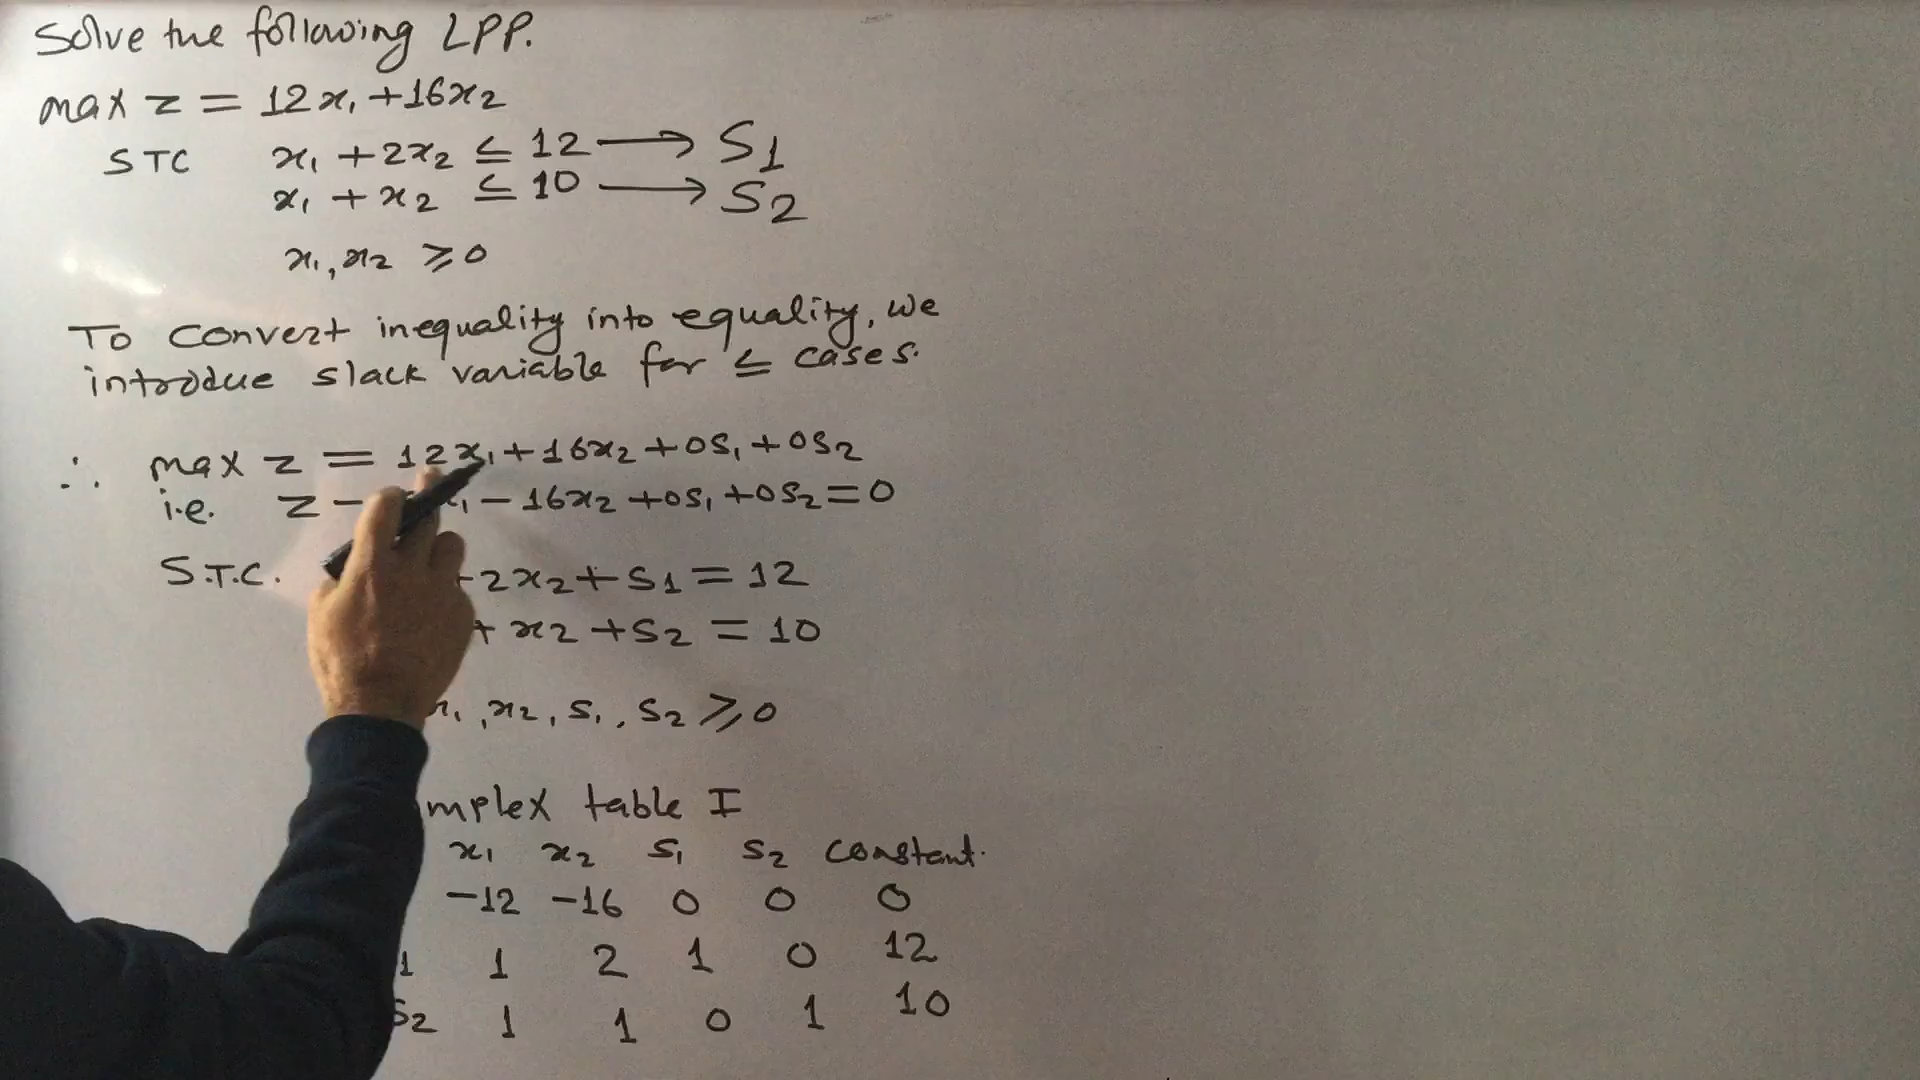 Solve the following LPP.
max z = 12x₁ + 16x₂
STC x₁ + 2x₂ ≤ 12 → S1
x₁ + x₂ ≤ 10 → S2
x₁, x₂ ≥ 0
To convert inequality into equality, we
introdue slack variable for ≤ cases.
∴ max z = 12x₁ + 16x₂ + 0s₁ + 0s₂
i.e. z - x₁ - 16x₂ + 0s₁ + 0s₂ = 0
S.T.C. 2x₂ + s1 = 12
+ x2 + s2 = 10
x₁, x₂, s₁, s₂ ≥ 0
mplex table I
x₁ x₂ s₁ s₂ constant.
-12 -16 0 0 0
1 1 2 1 0 12
S2 1 1 0 1 10